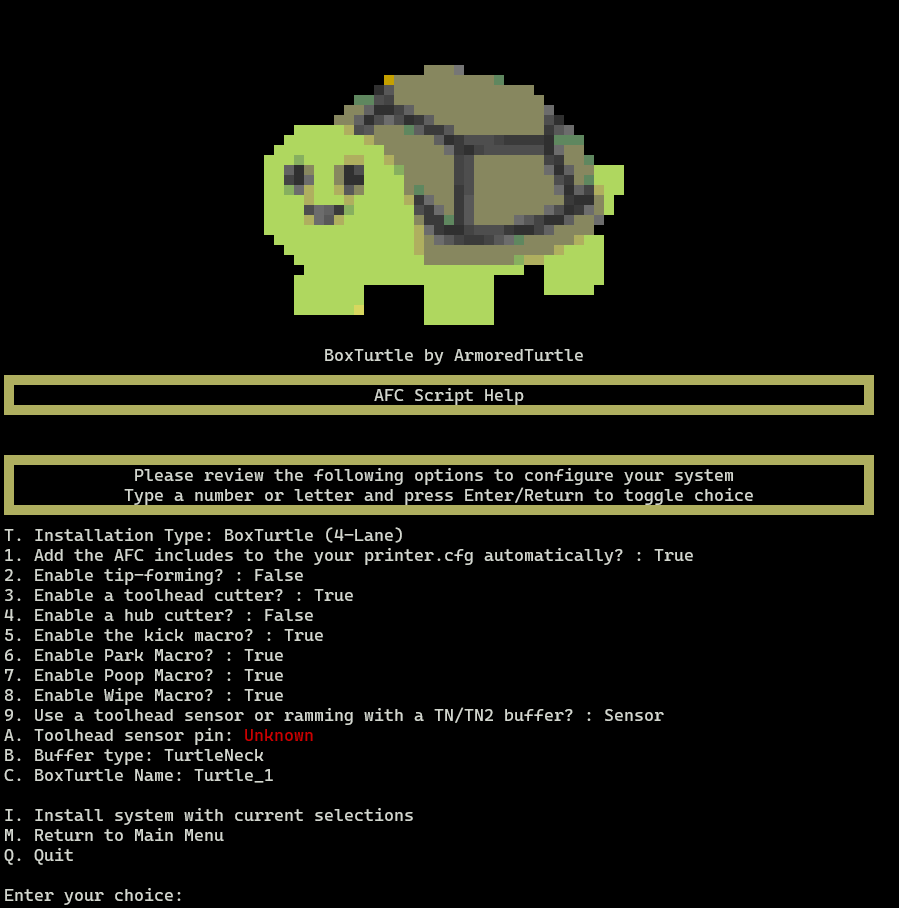 BoxTurtle by ArmoredTurtle
AFC Script Help
Please review the following options to configure your system
Type a number or letter and press Enter/Return to toggle choice
T. Installation Type: BoxTurtle (4-Lane)
1. Add the AFC includes to the your printer.cfg automatically? : True
2. Enable tip-forming? : False
3. Enable a toolhead cutter? : True
4. Enable a hub cutter? : False
5. Enable the kick macro? : True
6. Enable Park Macro? : True
7. Enable Poop Macro? : True
8. Enable Wipe Macro? : True
9. Use a toolhead sensor or ramming with a TN/TN2 buffer? : Sensor
A. Toolhead sensor pin: Unknown
B. Buffer type: TurtleNeck
C. BoxTurtle Name: Turtle_1
I. Install system with current selections
M. Return to Main Menu
Q. Quit
Enter your choice: